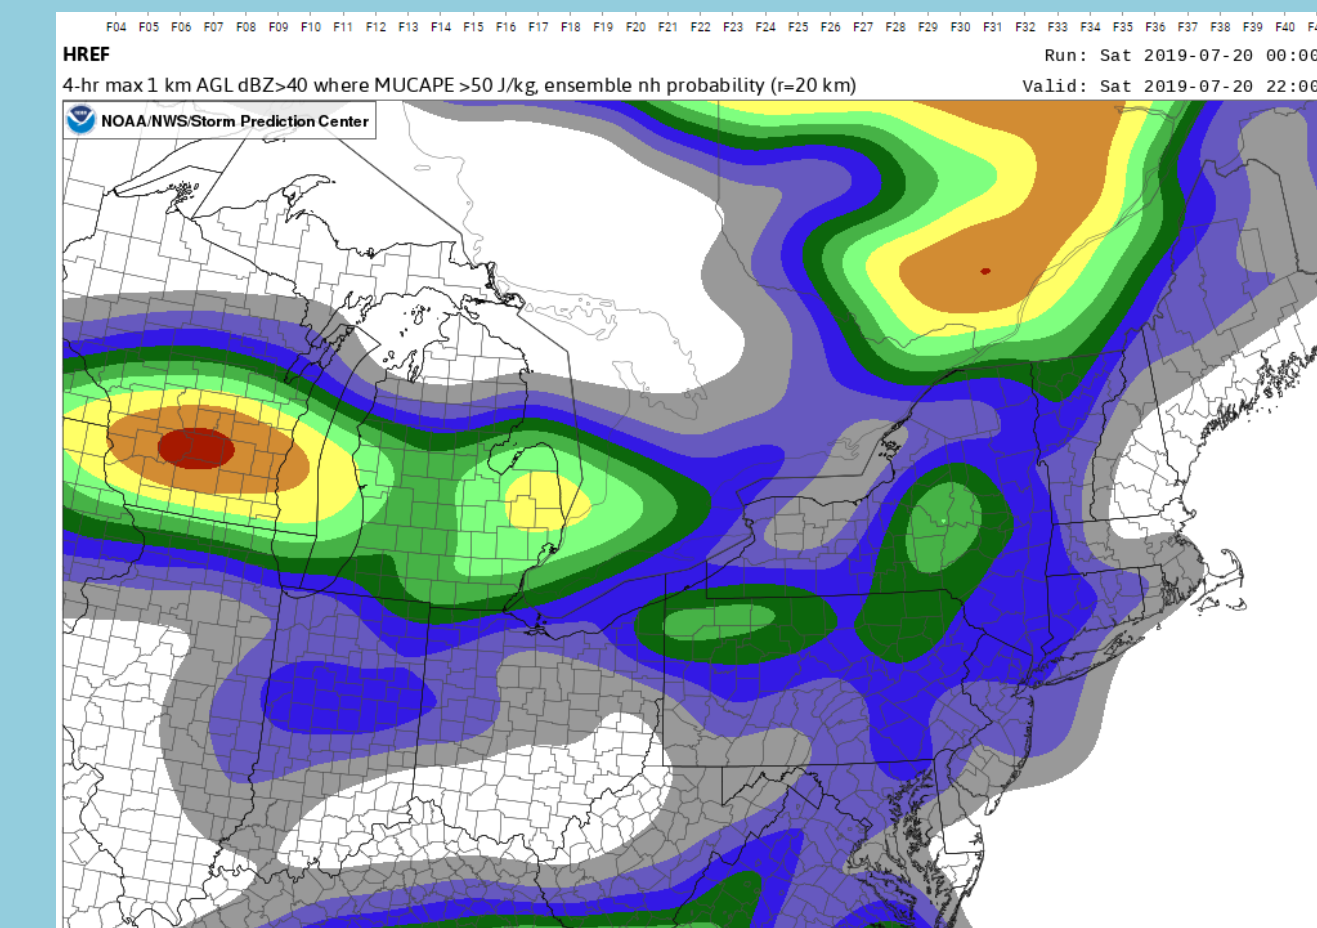 F04 F05 F06 F07 F08 F09 F10 F11 F12 F13 F14 F15 F16 F17 F18 F19 F20 F21 F22 F23 F24 F25 F26 F27 F28 F29 F30 F31 F32 F33 F34 F35 F36 F37 F38 F39 F40
HREF
Run: Sat 2019-07-20 00:00
4-hr max 1 km AGL dBZ>40 where MUCAPE >50 J/kg, ensemble nh probability (r=20 km)
Valid: Sat 2019-07-20 22:00
NOAA/NWS/Storm Prediction Center